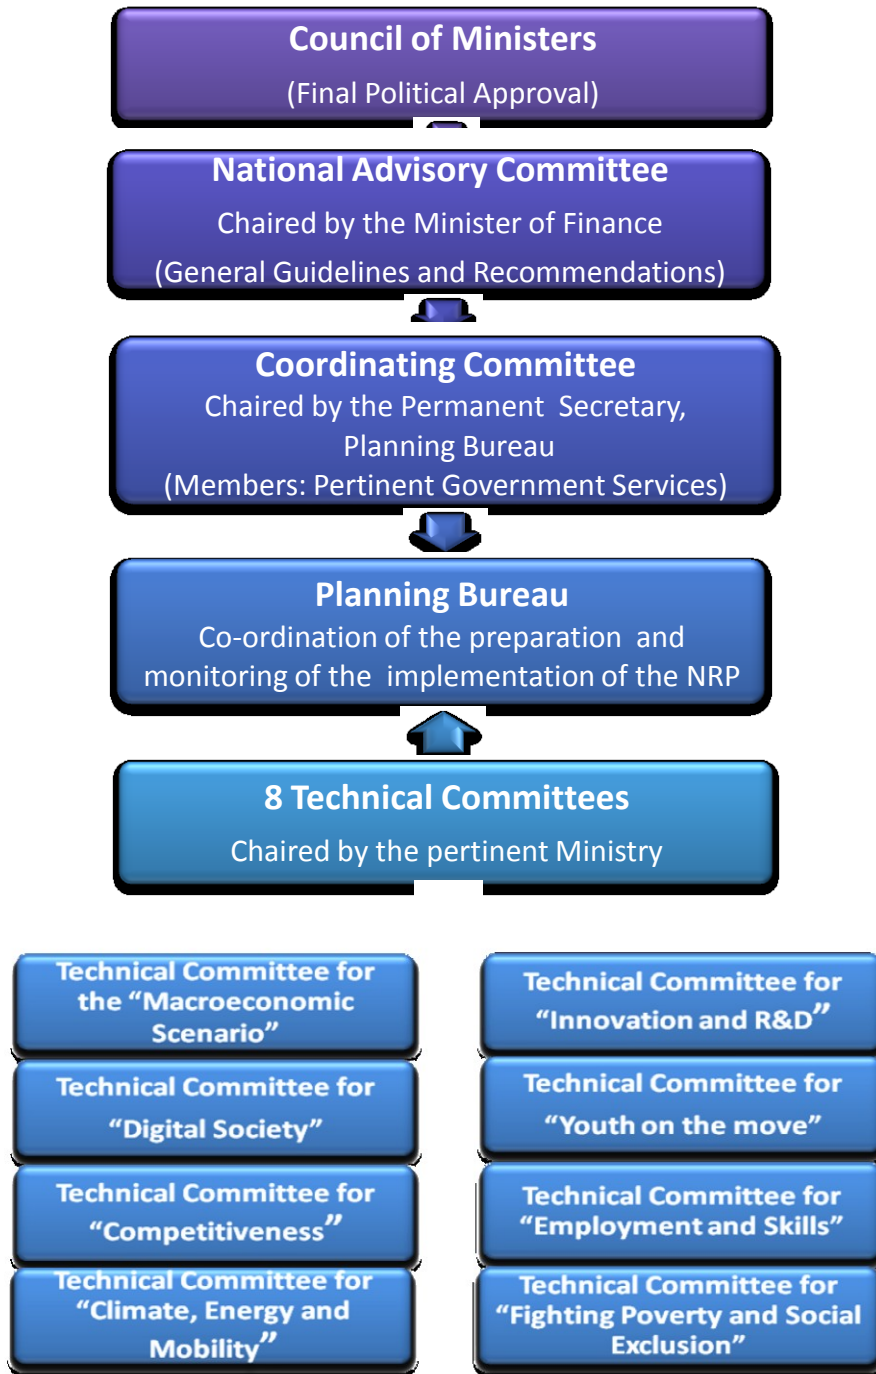 Council of Ministers
(Final Political Approval)
National Advisory Committee
Chaired by the Minister of Finance
(General Guidelines and Recommendations)
Coordinating Committee
Chaired by the Permanent Secretary,
Planning Bureau
(Members: Pertinent Government Services)
Planning Bureau
Co-ordination of the preparation and
monitoring of the implementation of the NRP
8 Technical Committees
Chaired by the pertinent Ministry
Technical Committee for
the “Macroeconomic
Scenario”
Technical Committee for
“Innovation and R&D”
Technical Committee for
“Digital Society”
Technical Committee for
“Youth on the move”
Technical Committee for
“Competitiveness”
Technical Committee for
“Employment and Skills”
Technical Committee for
“Climate, Energy and
Mobility”
Technical Committee for
“Fighting Poverty and Social
Exclusion”